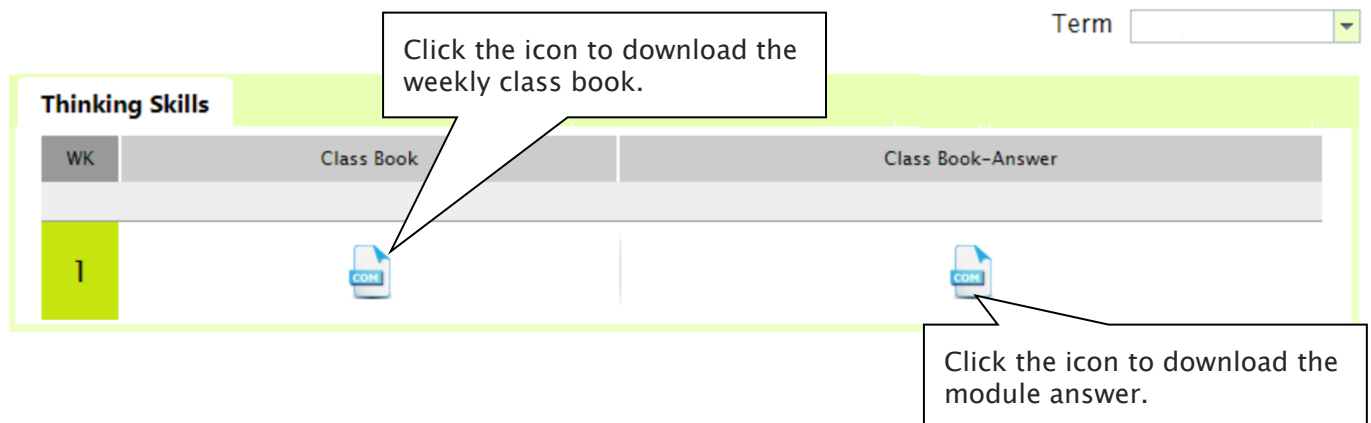 Term
Click the icon to download the
weekly class book.
Thinking Skills
WK Class Book Class Book-Answer
1 COM COM
Click the icon to download the
module answer.